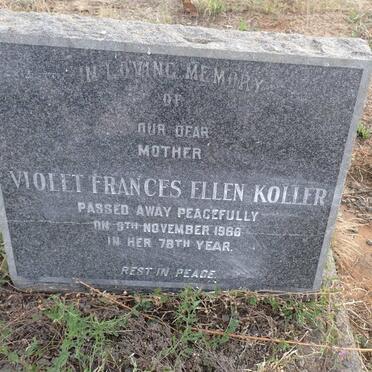 IN LOVING MEMORY
OF
OUR DEAR
MOTHER
VIOLET FRANCES ELLEN KOLLER
PASSED AWAY PEACEFULLY
ON 9TH NOVEMBER 1966
IN HER 78TH YEAR.
REST IN PEACE.